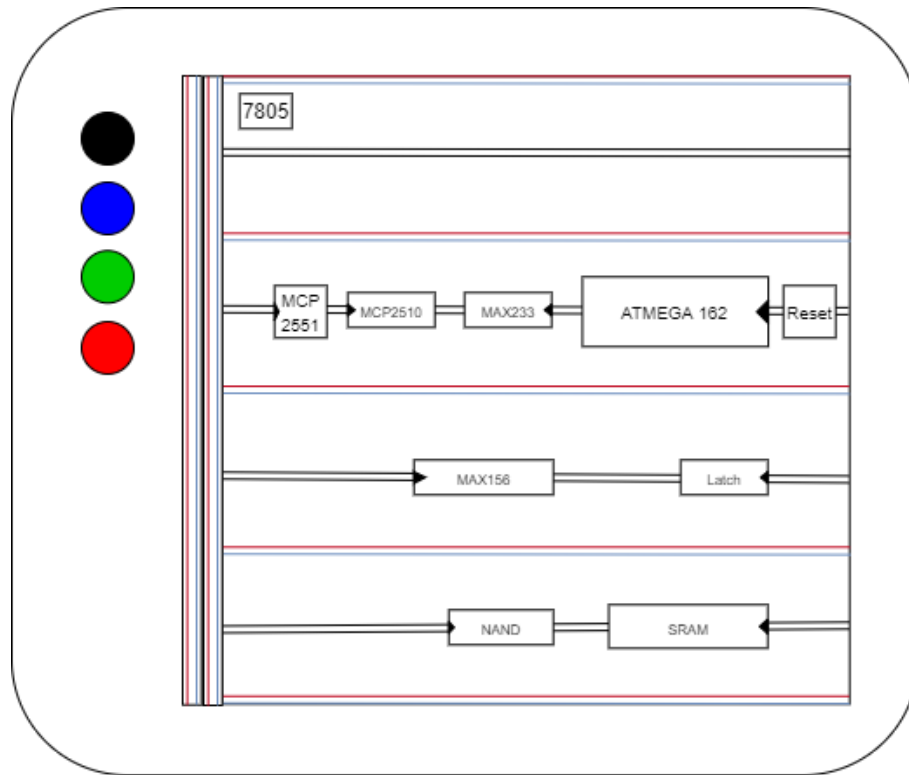 7805
MCP
2551
MCP2510
MAX233
ATMEGA 162
Reset
MAX156
Latch
NAND
SRAM